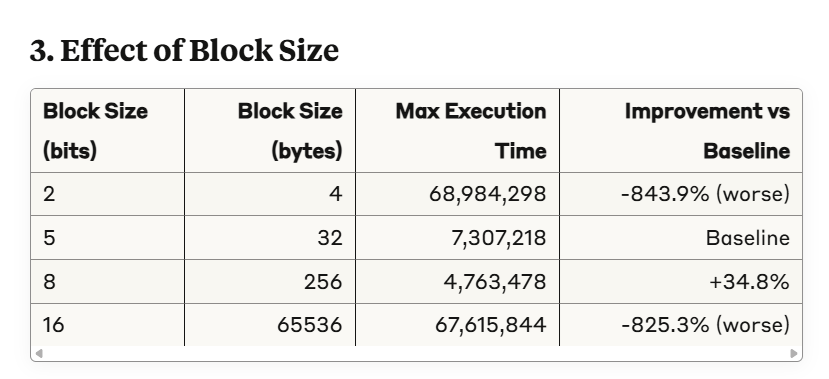 3. Effect of Block Size
Block Size (bits) | Block Size (bytes) | Max Execution Time | Improvement vs Baseline
2 | 4 | 68,984,298 | -843.9% (worse)
5 | 32 | 7,307,218 | Baseline
8 | 256 | 4,763,478 | +34.8%
16 | 65536 | 67,615,844 | -825.3% (worse)